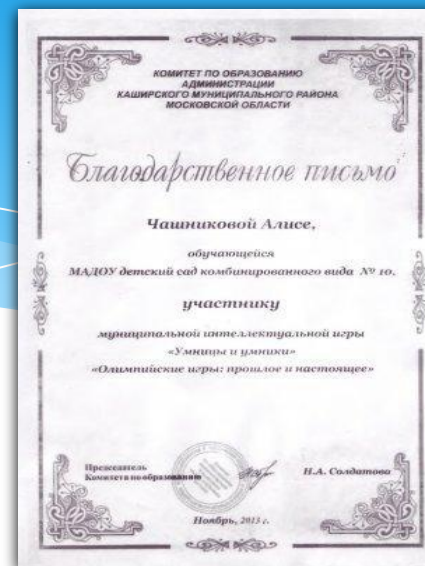 КОМИТЕТ ПО ОБРАЗОВАНИЮ
АДМИНИСТРАЦИИ
КАШИРСКОГО МУНИЦИПАЛЬНОГО РАЙОНА
МОСКОВСКОЙ ОБЛАСТИ
Благодарственное письмо
Чашниковой Алисе,
обучающейся
МАДОУ детский сад комбинированного вида № 10,
участнику
муниципальной интеллектуальной игры
«Умницы и умники»
«Олимпийские игры: прошлое и настоящее»
Председатель
Комитета по образованию
Н.А. Солдатова
Ноябрь, 2013 г.